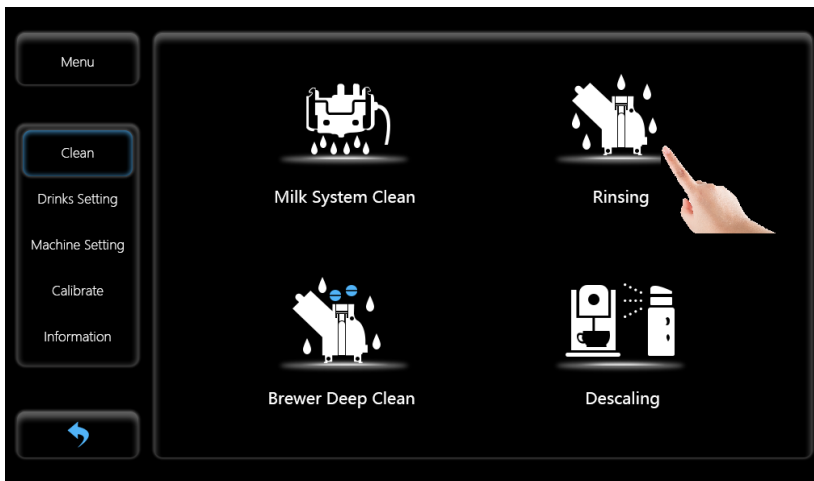 Menu
Clean
Drinks Setting
Machine Setting
Calibrate
Information
Milk System Clean
Rinsing
Brewer Deep Clean
Descaling